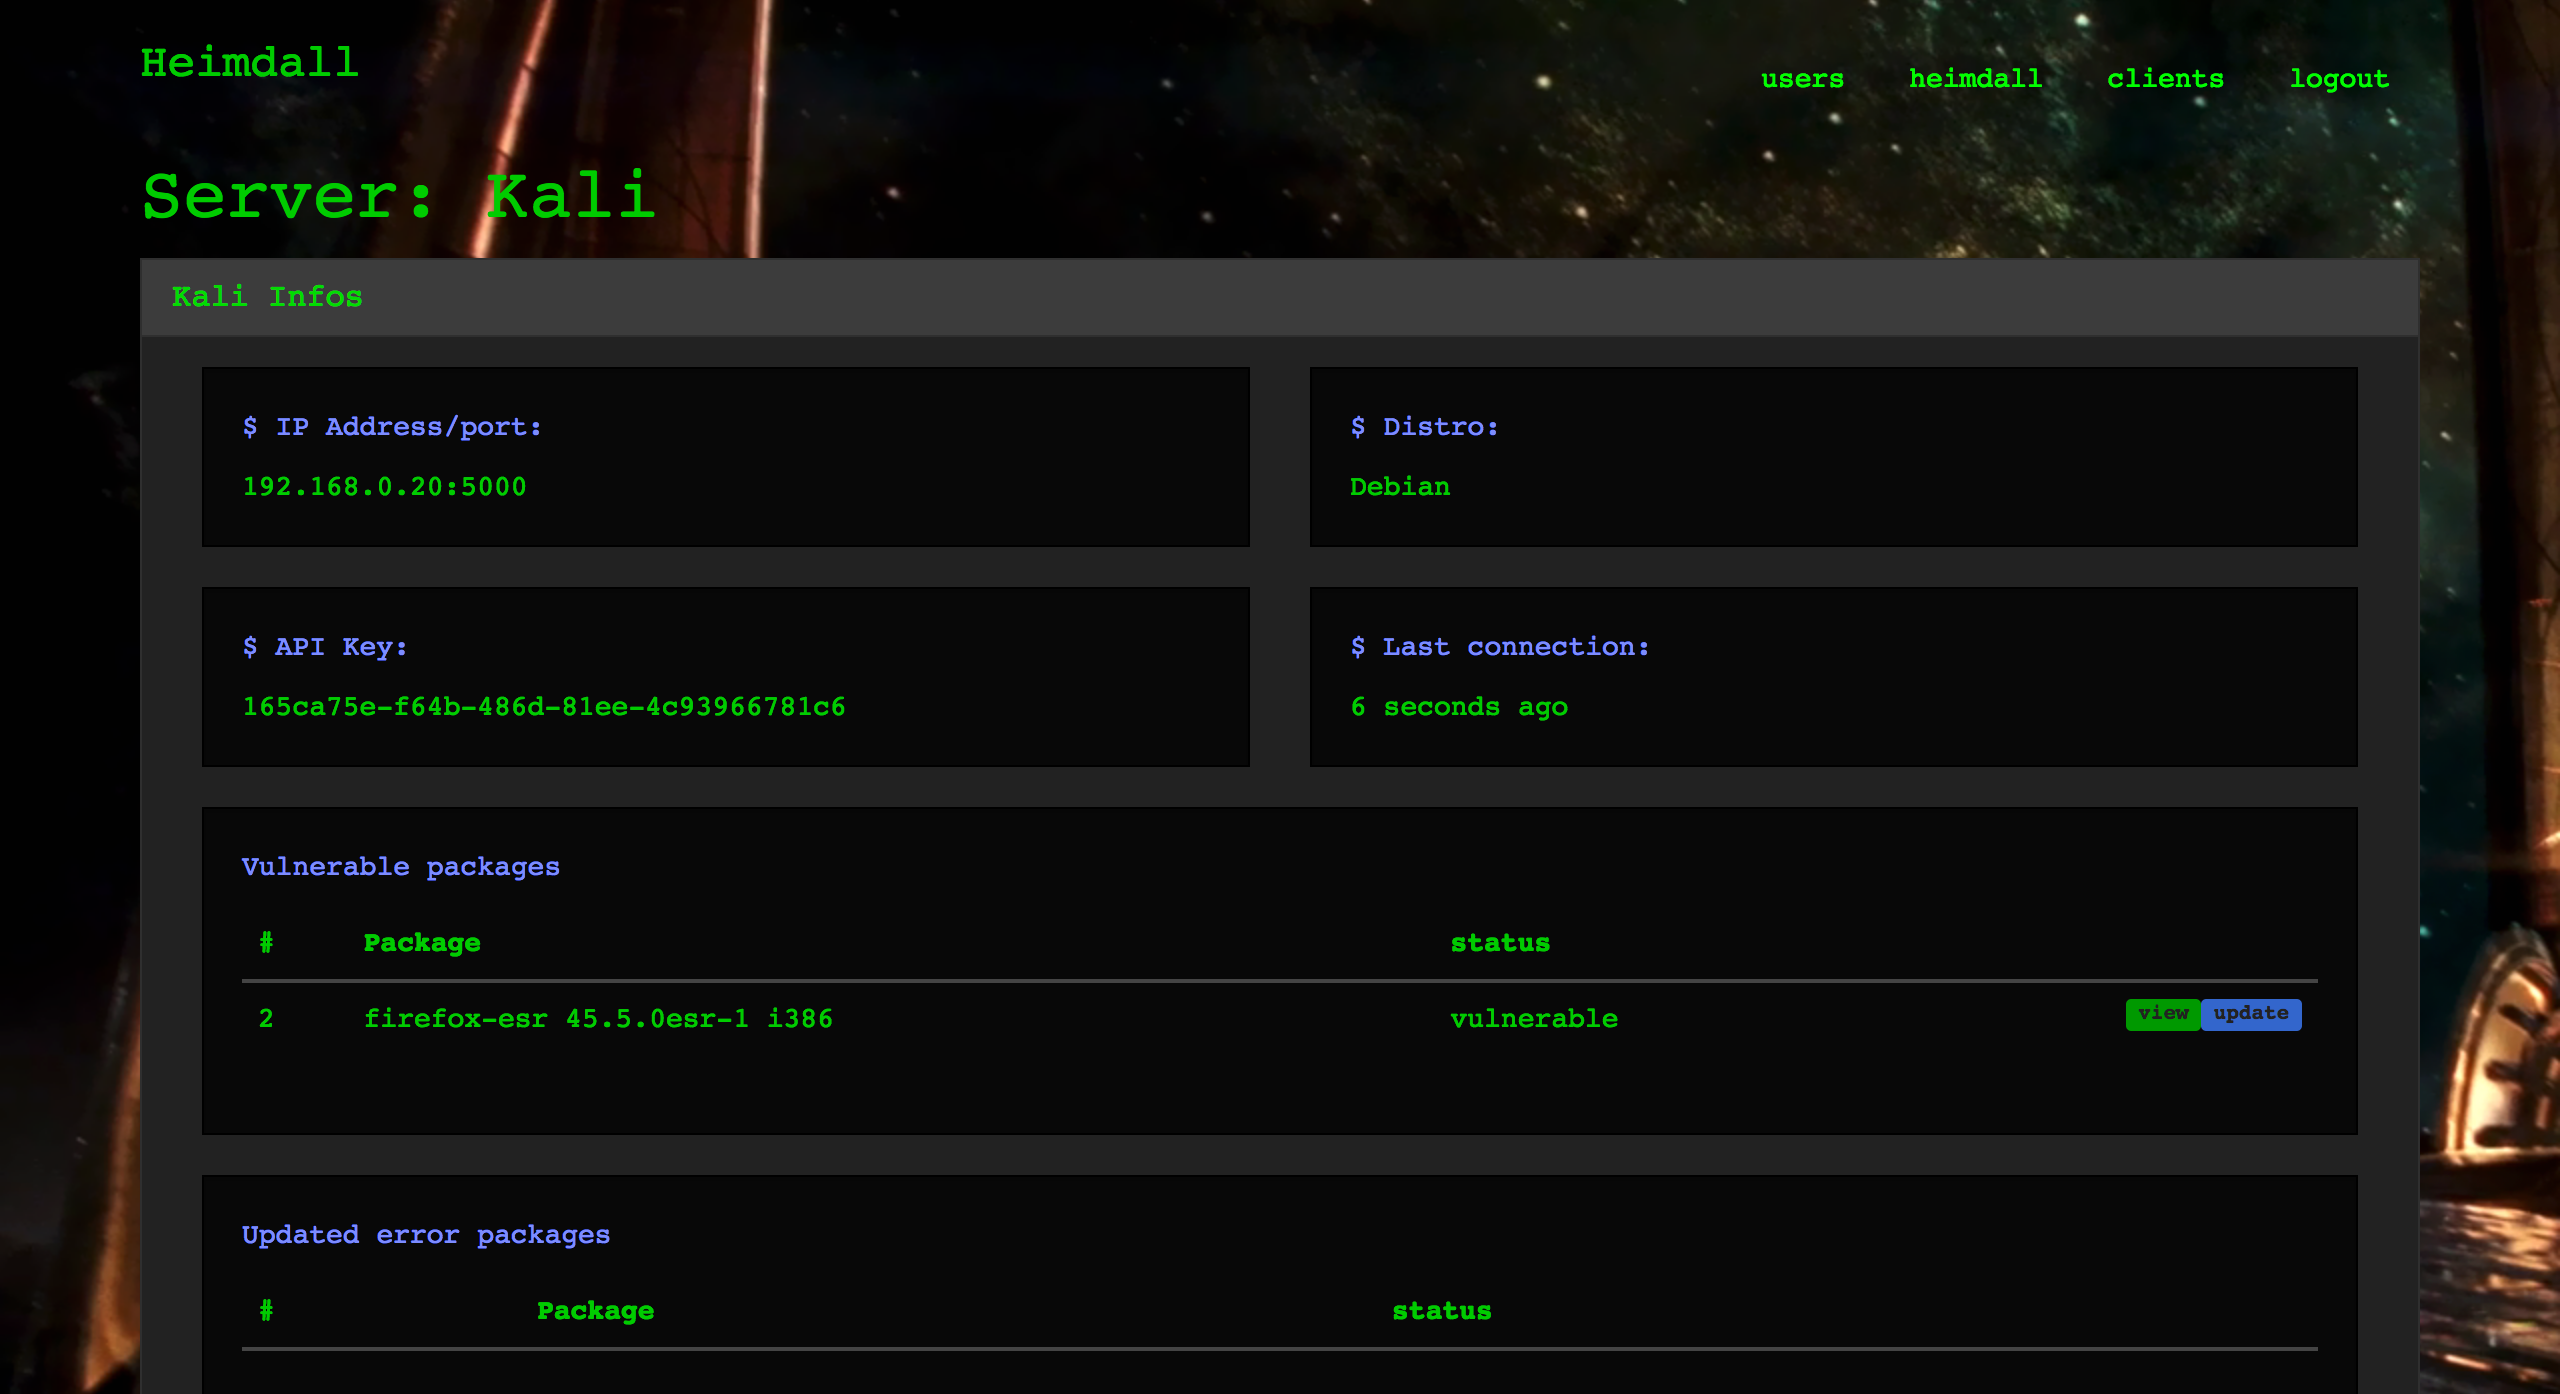 Heimdall
users heimdall clients logout
Server: Kali
Kali Infos
$ IP Address/port:
192.168.0.20:5000
$ Distro:
Debian
$ API Key:
165ca75e-f64b-486d-81ee-4c93966781c6
$ Last connection:
6 seconds ago
Vulnerable packages
# Package status
2 firefox-esr 45.5.0esr-1 i386 vulnerable view update
Updated error packages
# Package status